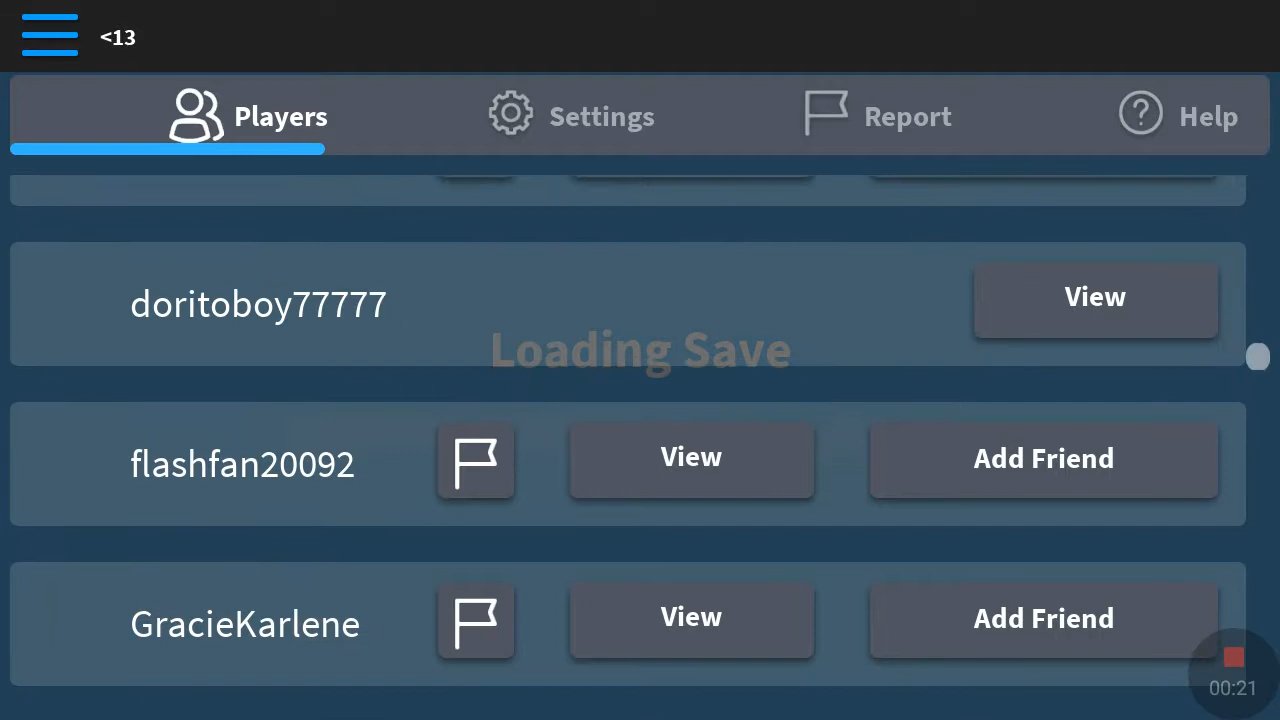 <13
Players Settings Report Help
doritoboy77777 View
Loading Save
flashfan20092 View Add Friend
GracieKarlene View Add Friend
00:21